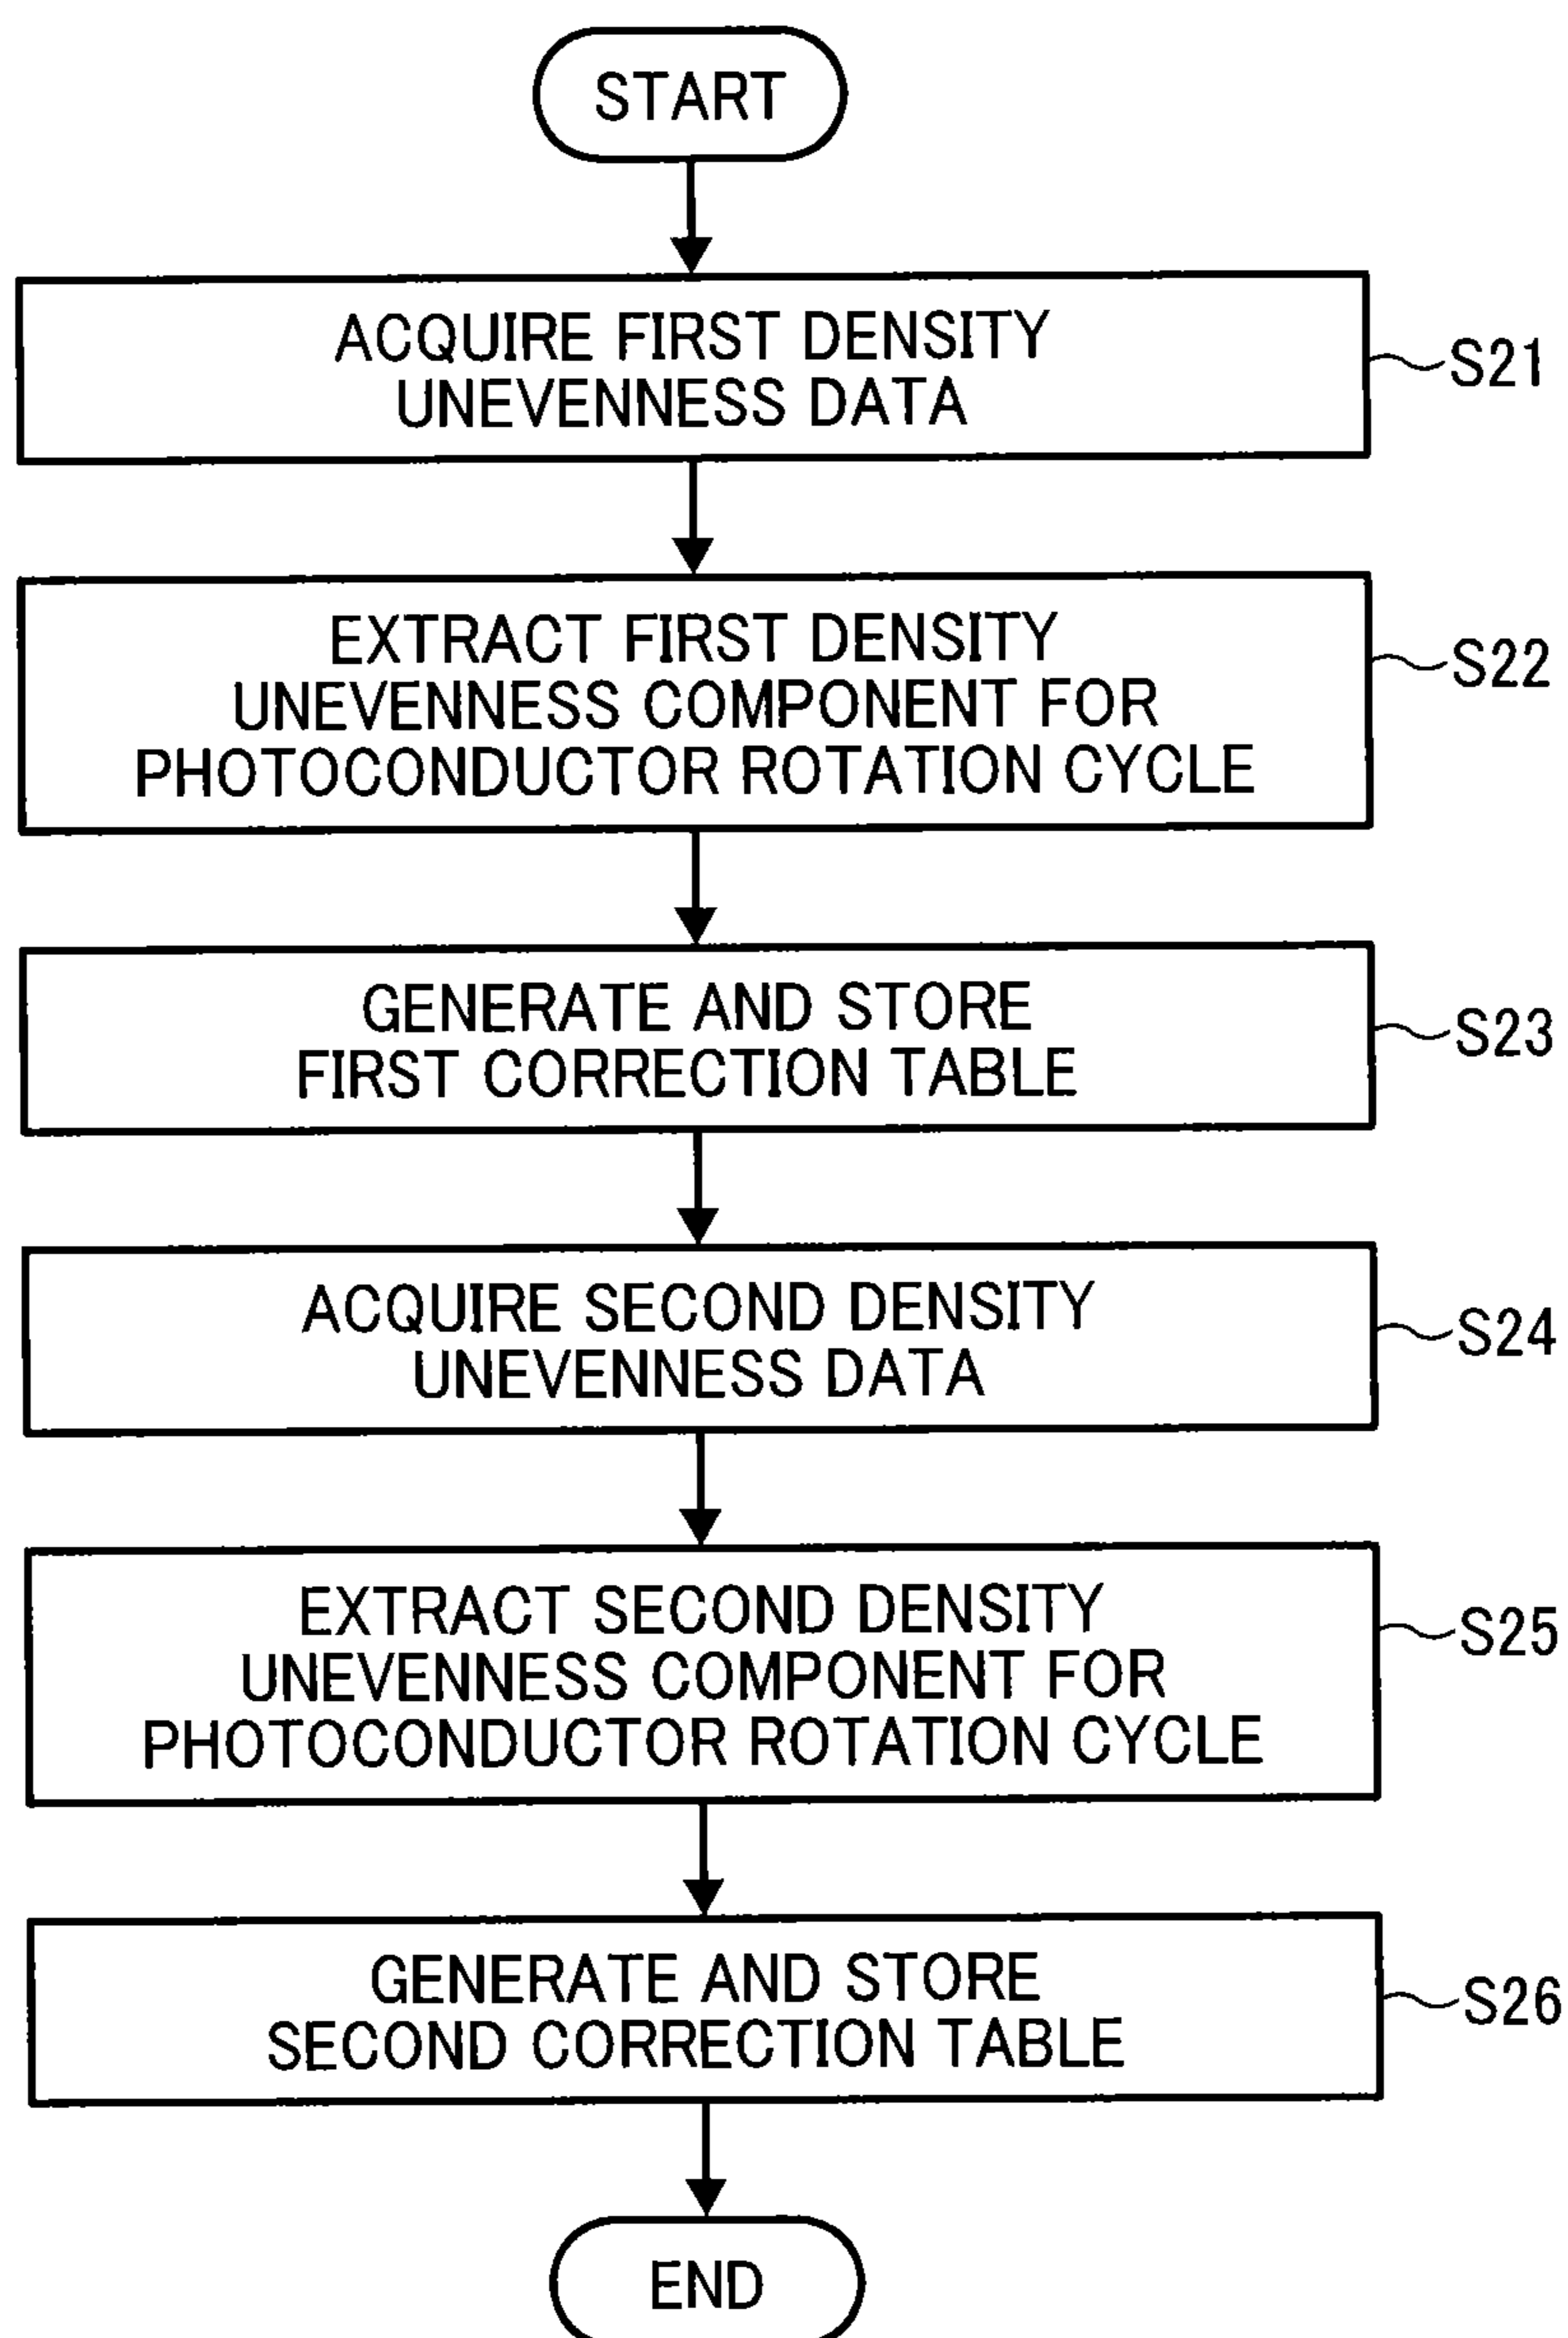 START
ACQUIRE FIRST DENSITY
UNEVENNESS DATA
S21
EXTRACT FIRST DENSITY
UNEVENNESS COMPONENT FOR
PHOTOCONDUCTOR ROTATION CYCLE
S22
GENERATE AND STORE
FIRST CORRECTION TABLE
S23
ACQUIRE SECOND DENSITY
UNEVENNESS DATA
S24
EXTRACT SECOND DENSITY
UNEVENNESS COMPONENT FOR
PHOTOCONDUCTOR ROTATION CYCLE
S25
GENERATE AND STORE
SECOND CORRECTION TABLE
S26
END